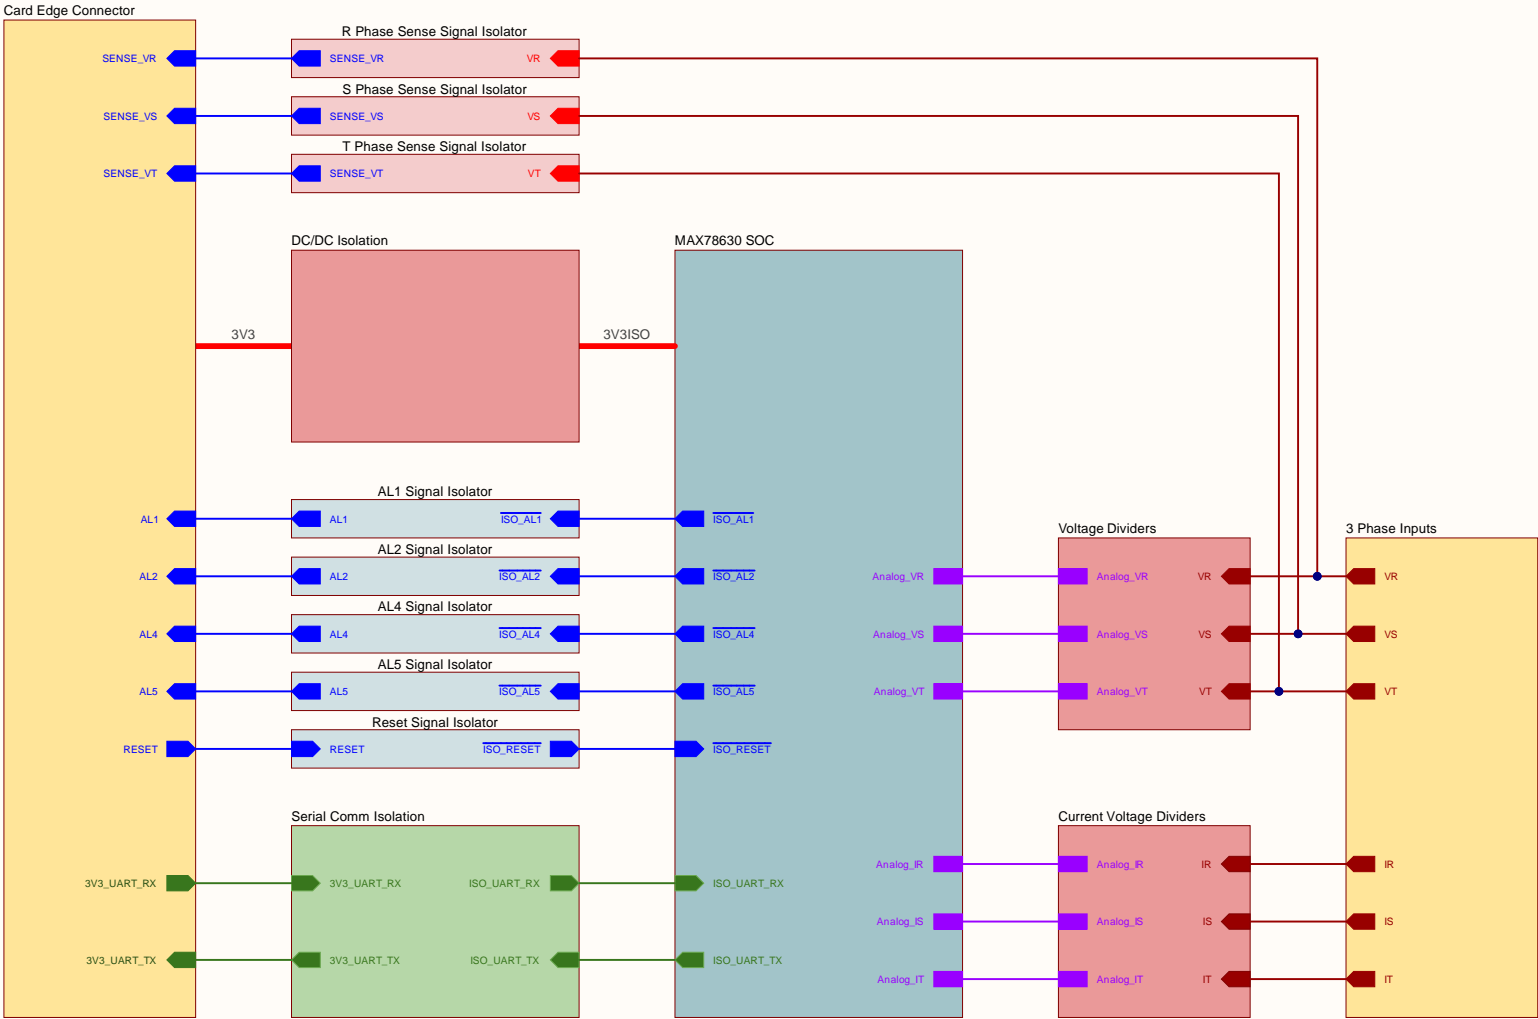 Card Edge Connector
R Phase Sense Signal Isolator
SENSE_VR SENSE_VR VR
S Phase Sense Signal Isolator
SENSE_VS SENSE_VS VS
T Phase Sense Signal Isolator
SENSE_VT SENSE_VT VT
DC/DC Isolation MAX78630 SOC
3V3 3V3ISO
AL1 Signal Isolator
AL1 AL1 ISO_AL1 ISO_AL1
Voltage Dividers 3 Phase Inputs
AL2 Signal Isolator
AL2 AL2 ISO_AL2 ISO_AL2 Analog_VR Analog_VR VR VR
AL4 Signal Isolator
AL4 AL4 ISO_AL4 ISO_AL4 Analog_VS Analog_VS VS VS
AL5 Signal Isolator
AL5 AL5 ISO_AL5 ISO_AL5 Analog_VT Analog_VT VT VT
Reset Signal Isolator
RESET RESET ISO_RESET ISO_RESET
Serial Comm Isolation Current Voltage Dividers
Analog_IR Analog_IR IR IR
3V3_UART_RX 3V3_UART_RX ISO_UART_RX ISO_UART_RX
Analog_IS Analog_IS IS IS
3V3_UART_TX 3V3_UART_TX ISO_UART_TX ISO_UART_TX
Analog_IT Analog_IT IT IT